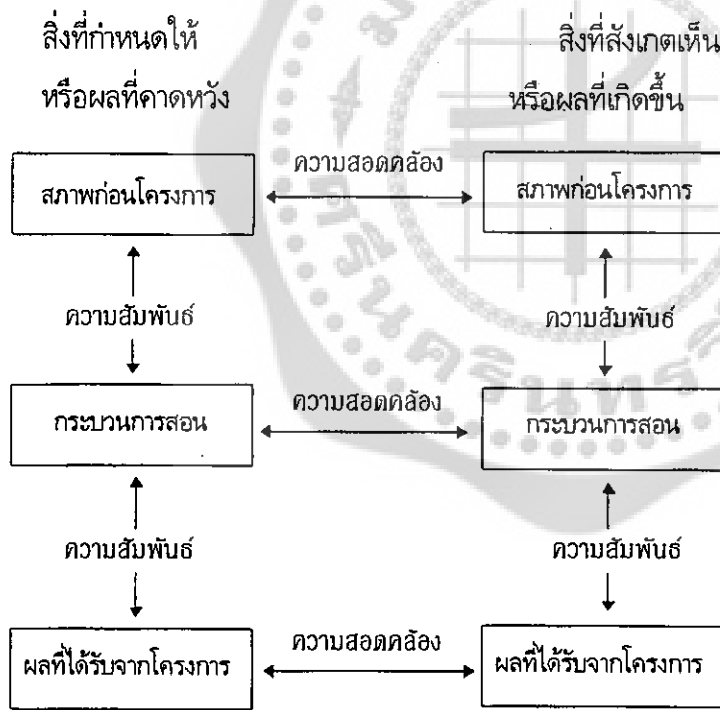 สิ่งที่กำหนดให้ สิ่งที่สังเกตเห็น
หรือผลที่คาดหวัง หรือผลที่เกิดขึ้น
ความสอดคล้อง
สภาพก่อนโครงการ สภาพก่อนโครงการ
ความสัมพันธ์ ความสัมพันธ์
ความสอดคล้อง
กระบวนการสอน กระบวนการสอน
ความสัมพันธ์ ความสัมพันธ์
ความสอดคล้อง
ผลที่ได้รับจากโครงการ ผลที่ได้รับจากโครงการ